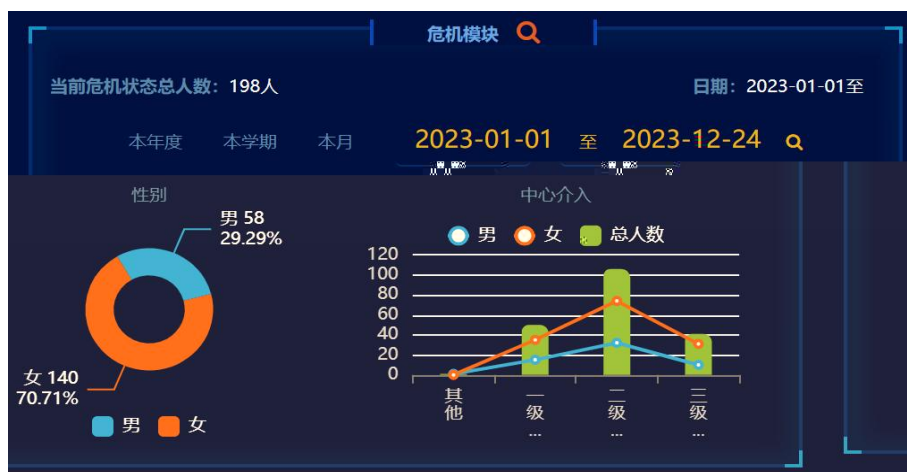 危机模块
当前危机状态总人数：198人
日期：2023-01-01至
本年度 本学期 本月 2023-01-01 至 2023-12-24
性别
中心介入
男 58
29.29%
女 140
70.71%
男 女
男 女 总人数
120
100
80
60
40
20
0
其他
一级...
二级...
三级...